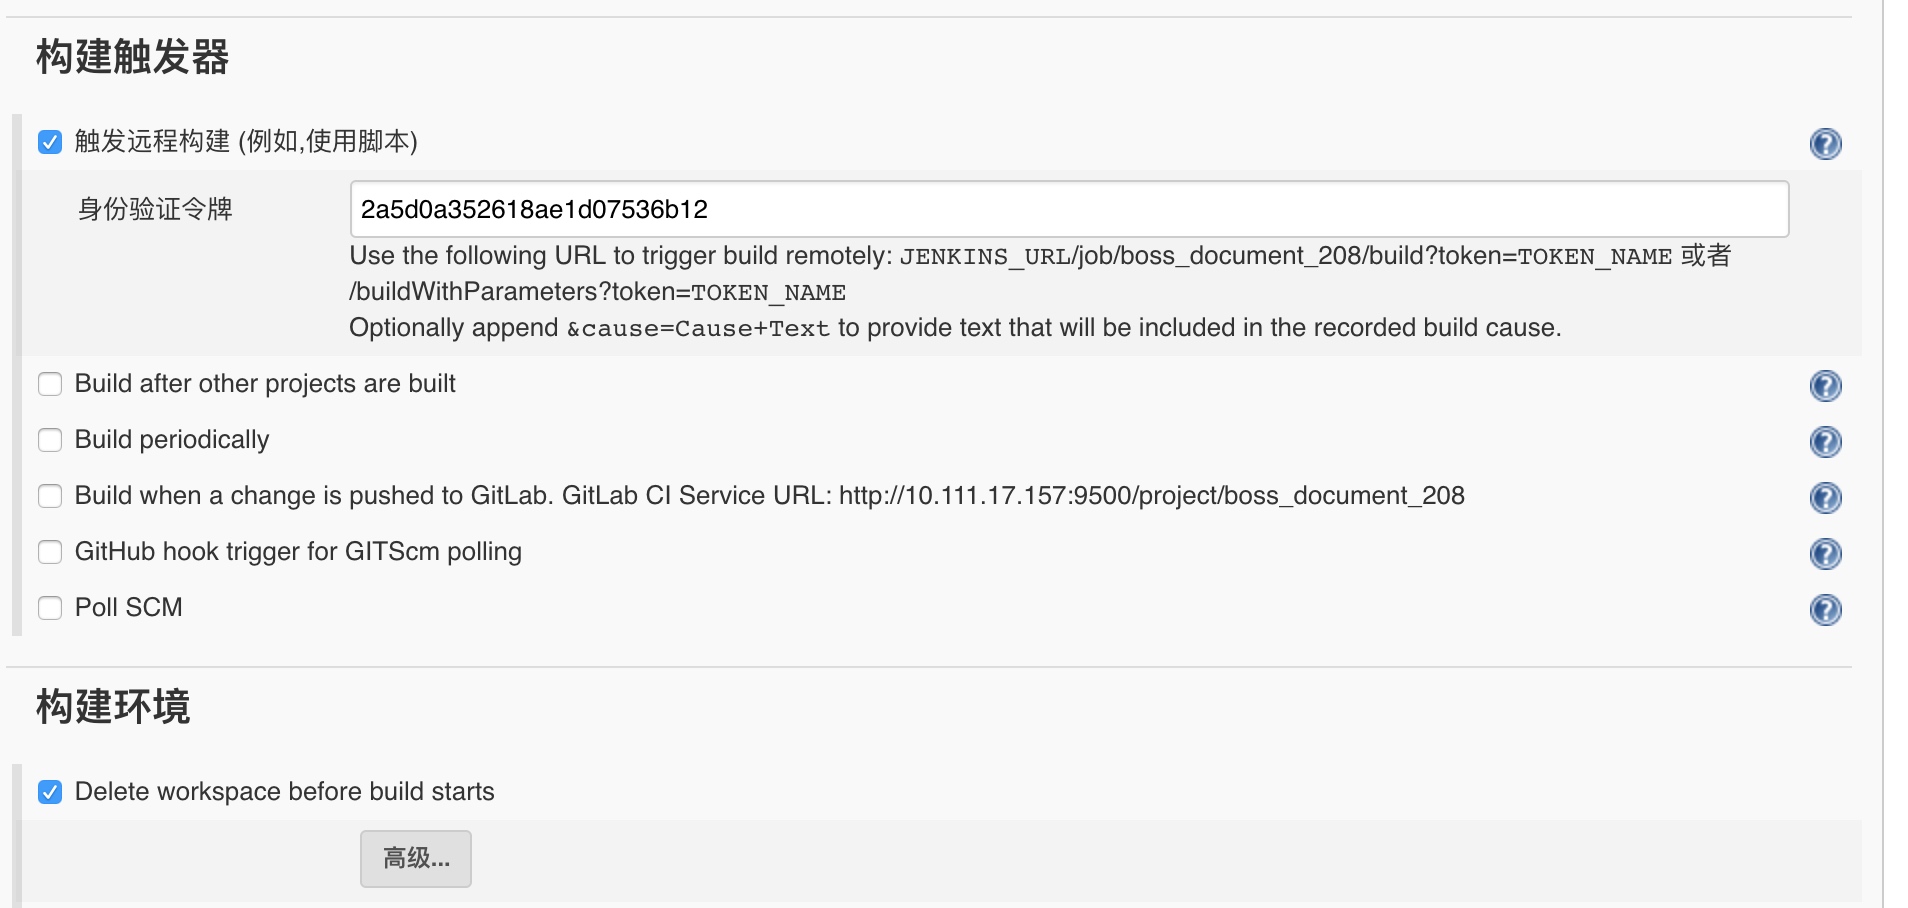 构建触发器
触发远程构建 (例如,使用脚本)
身份验证令牌
2a5d0a352618ae1d07536b12
Use the following URL to trigger build remotely: JENKINS_URL/job/boss_document_208/build?token=TOKEN_NAME 或者
/buildWithParameters?token=TOKEN_NAME
Optionally append &cause=Cause+Text to provide text that will be included in the recorded build cause.
Build after other projects are built
Build periodically
Build when a change is pushed to GitLab. GitLab CI Service URL: http://10.111.17.157:9500/project/boss_document_208
GitHub hook trigger for GITScm polling
Poll SCM
构建环境
Delete workspace before build starts
高级...